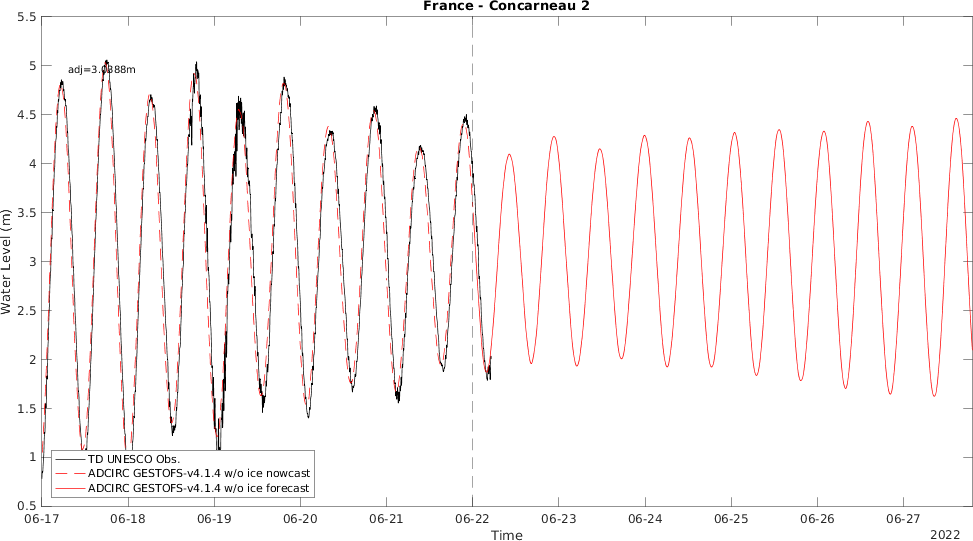 France - Concarneau 2
5.5
5
4.5
4
3.5
3
2.5
2
1.5
1
0.5
Water Level (m)
adj=3.0388m
TD UNESCO Obs.
ADCIRC GESTOFS-v4.1.4 w/o ice nowcast
ADCIRC GESTOFS-v4.1.4 w/o ice forecast
06-17 06-18 06-19 06-20 06-21 06-22 06-23 06-24 06-25 06-26 06-27
Time
2022